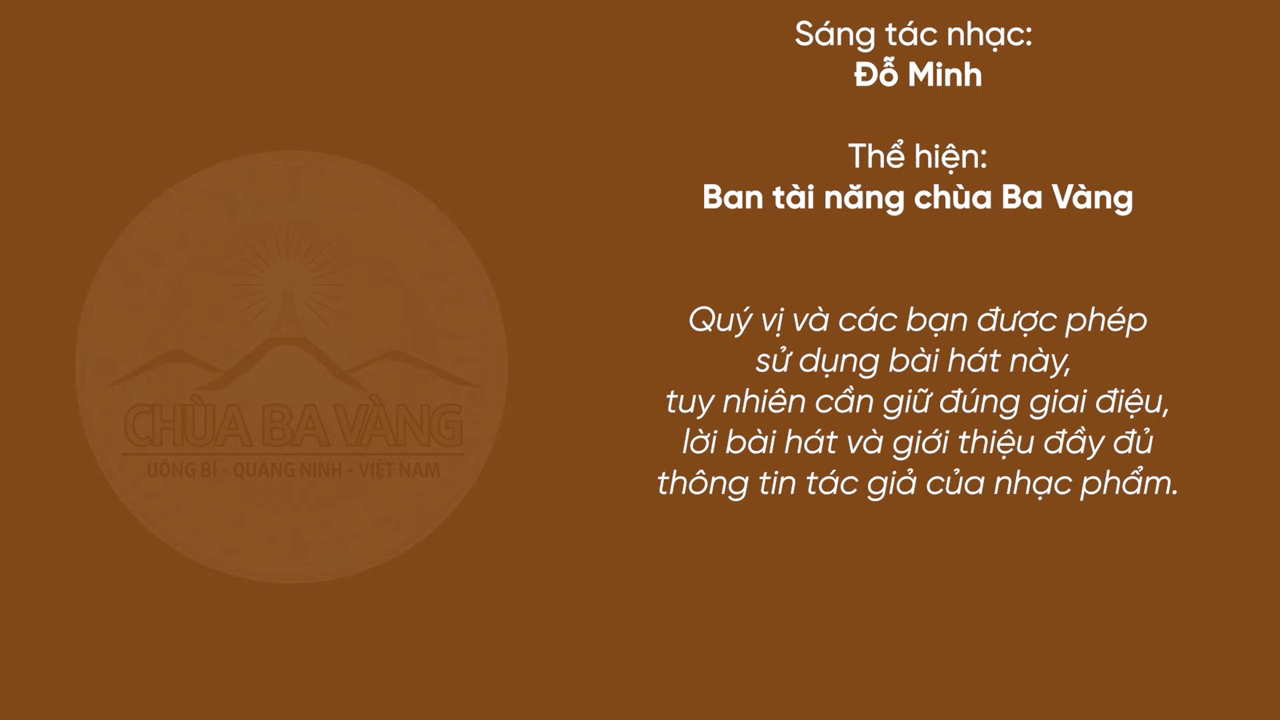 Sáng tác nhạc:
Đỗ Minh
Thể hiện:
Ban tài năng chùa Ba Vàng
Quý vị và các bạn được phép
sử dụng bài hát này,
tuy nhiên cần giữ đúng giai điệu,
lời bài hát và giới thiệu đầy đủ
thông tin tác giả của nhạc phẩm.
CHÙA BA VÀNG
UÔNG BÍ - QUẢNG NINH - VIỆT NAM